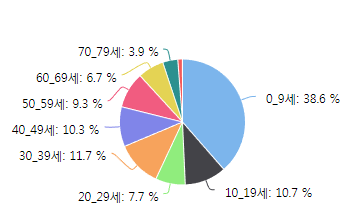 70_79세: 3.9 %
60_69세: 6.7 %
50_59세: 9.3 %
0_9세: 38.6 %
40_49세: 10.3 %
30_39세: 11.7 %
20_29세: 7.7 %
10_19세: 10.7 %